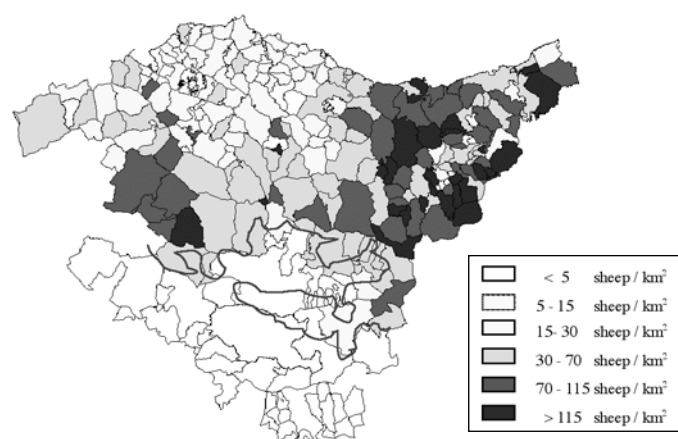 < 5 sheep / km²
5 - 15 sheep / km²
15- 30 sheep / km²
30 - 70 sheep / km²
70 - 115 sheep / km²
>115 sheep / km²